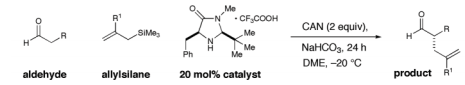 H
O
R
R¹
SiMe₃
O
N
Me
N
H
Ph
Me
Me
Me
• CF₃COOH
CAN (2 equiv),
NaHCO₃, 24 h
DME, –20 °C
O
H
R
R¹
aldehyde allylsilane 20 mol% catalyst product